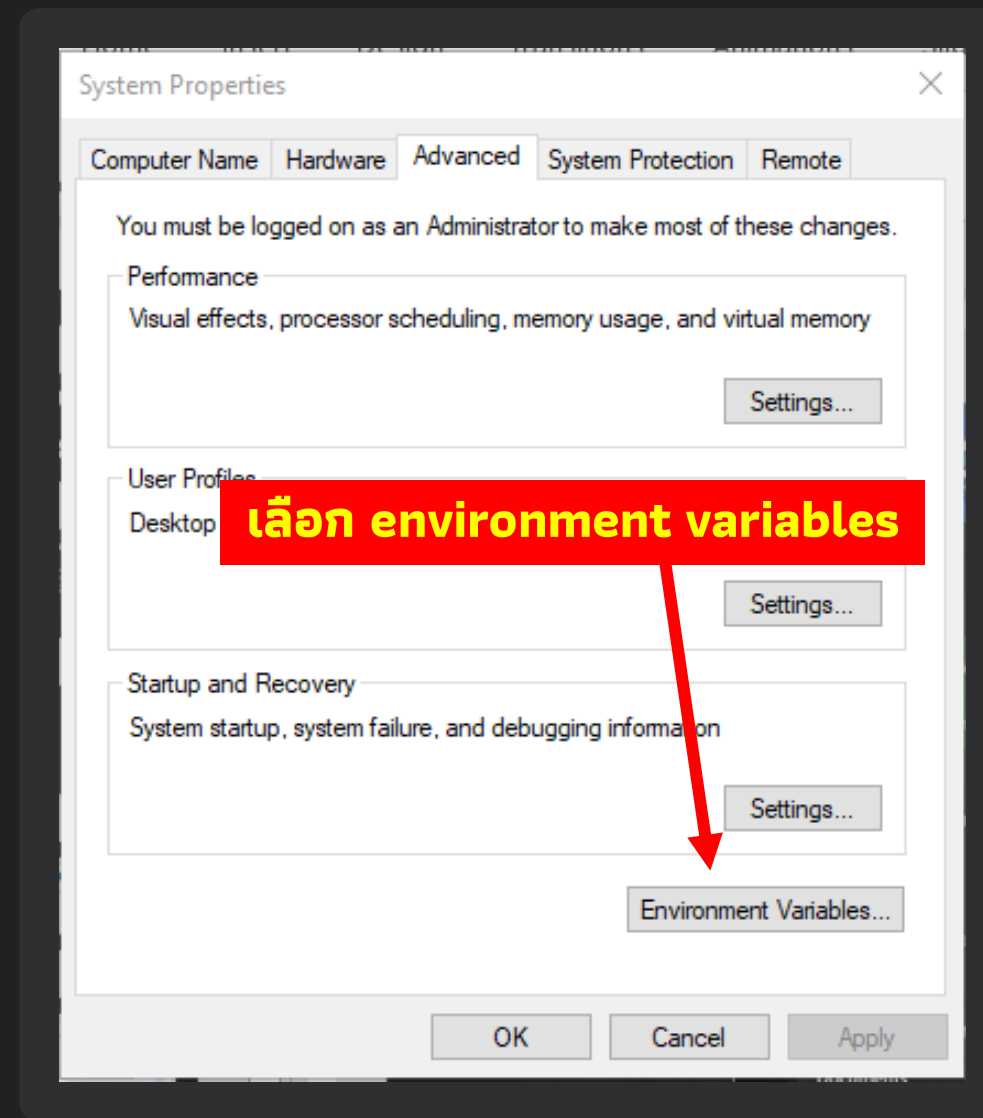 System Properties
Computer Name Hardware Advanced System Protection Remote
You must be logged on as an Administrator to make most of these changes.
Performance
Visual effects, processor scheduling, memory usage, and virtual memory
Settings...
User Profiles
Desktop
เลือก environment variables
Settings...
Startup and Recovery
System startup, system failure, and debugging information
Settings...
Environment Variables...
OK Cancel Apply